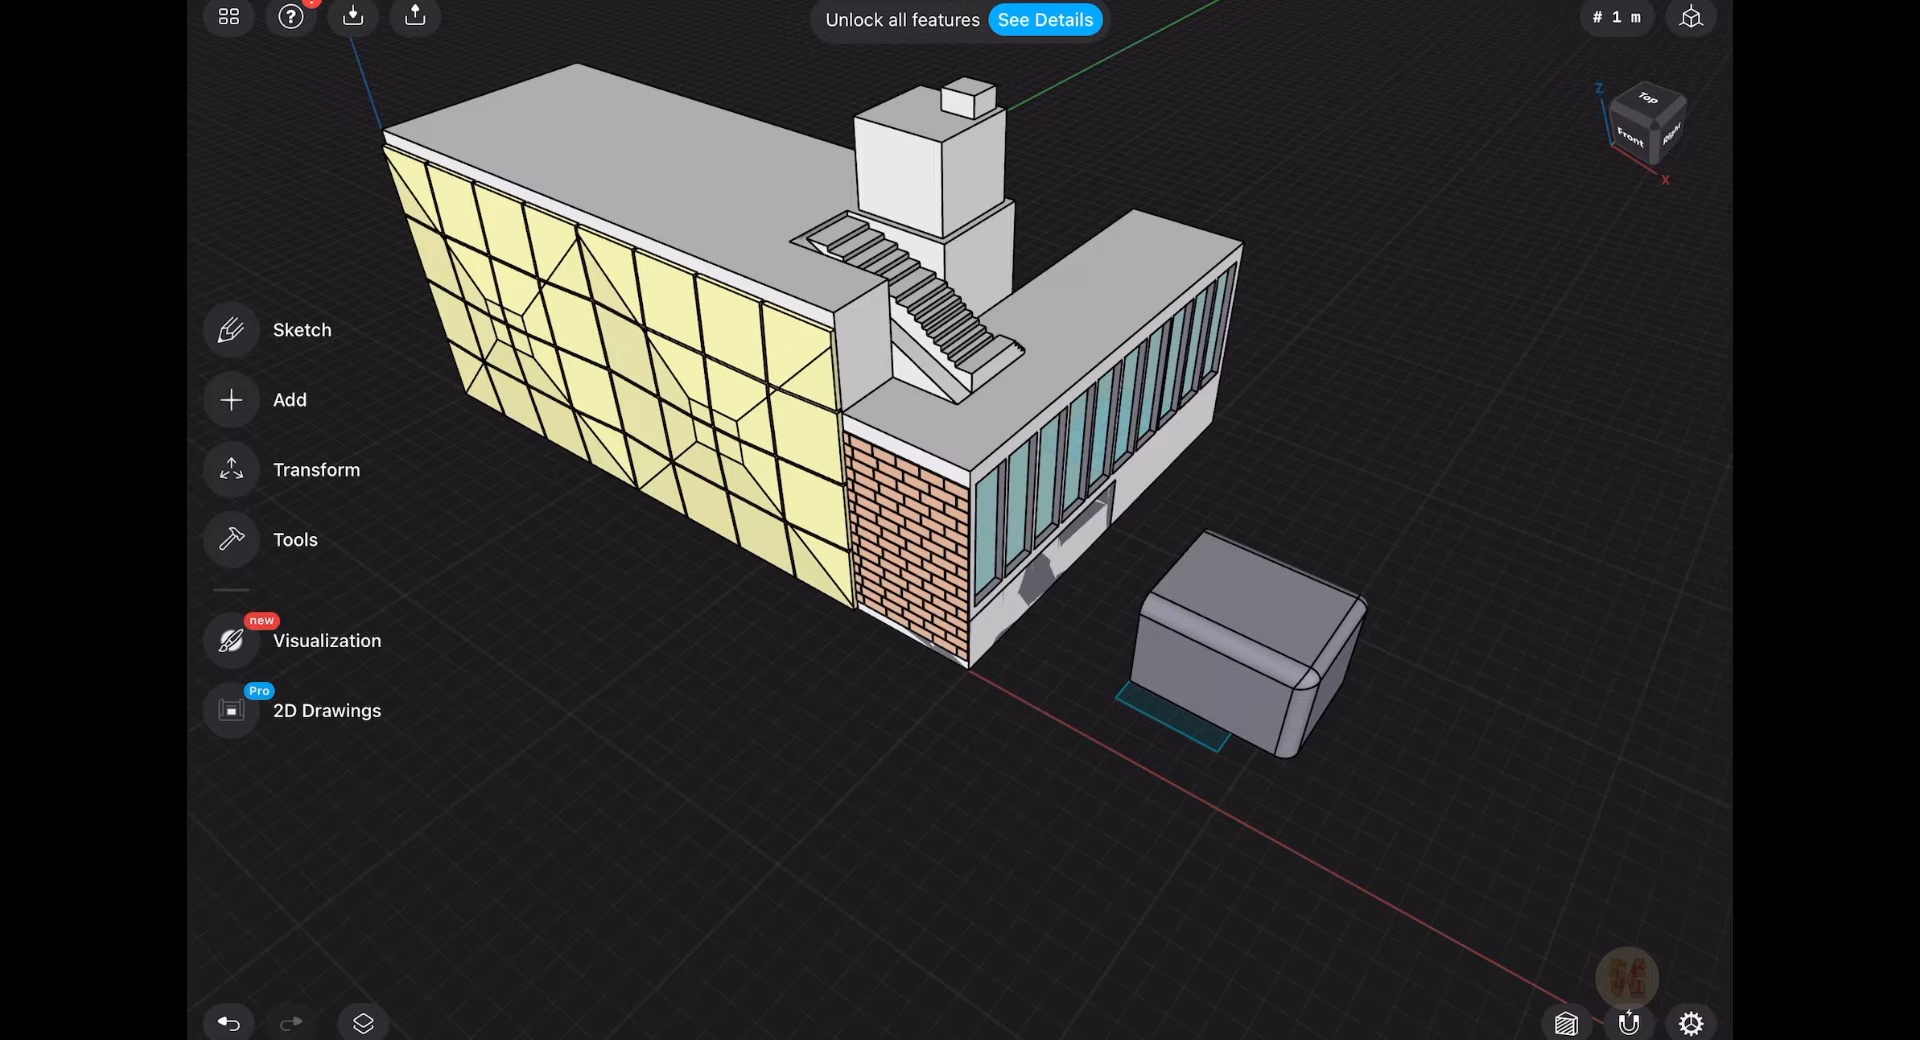 Unlock all features See Details
# 1 m
Z
Top
Front
Right
X
Sketch
Add
Transform
Tools
new
Visualization
Pro
2D Drawings